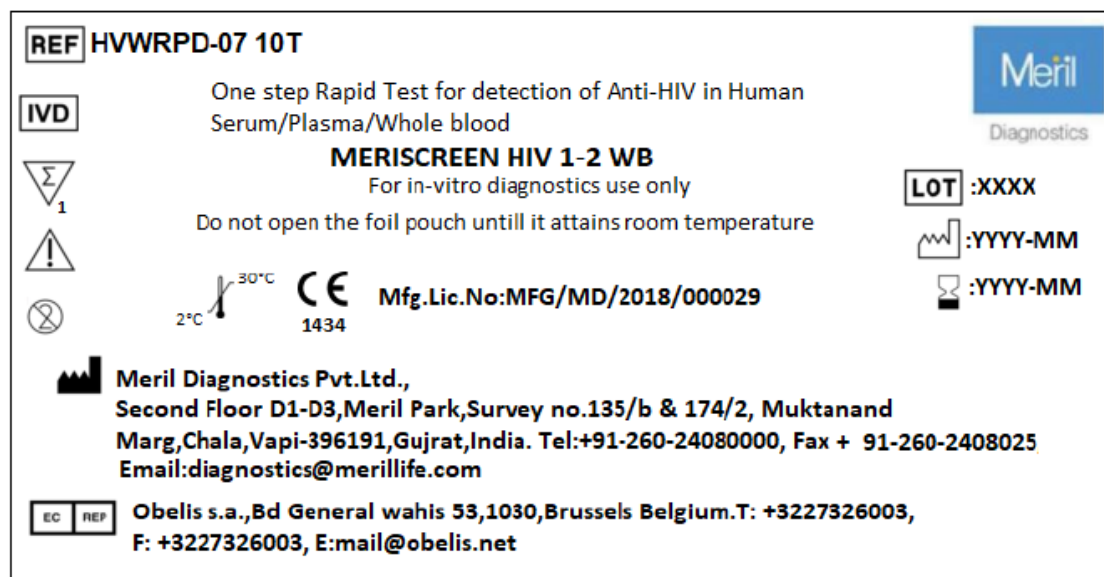 REF HVWRPD-07 10T
Meril
Diagnostics
IVD
One step Rapid Test for detection of Anti-HIV in Human
Serum/Plasma/Whole blood
MERISCREEN HIV 1-2 WB
For in-vitro diagnostics use only
Do not open the foil pouch untill it attains room temperature
Σ
1
LOT :XXXX
:YYYY-MM
:YYYY-MM
2
2°C 30°C
CE
1434
Mfg.Lic.No:MFG/MD/2018/000029
Meril Diagnostics Pvt.Ltd.,
Second Floor D1-D3,Meril Park,Survey no.135/b & 174/2, Muktanand
Marg,Chala,Vapi-396191,Gujrat,India. Tel:+91-260-24080000, Fax + 91-260-2408025
Email:diagnostics@merillife.com
EC REP
Obelis s.a.,Bd General wahis 53,1030,Brussels Belgium.T: +3227326003,
F: +3227326003, E:mail@obelis.net